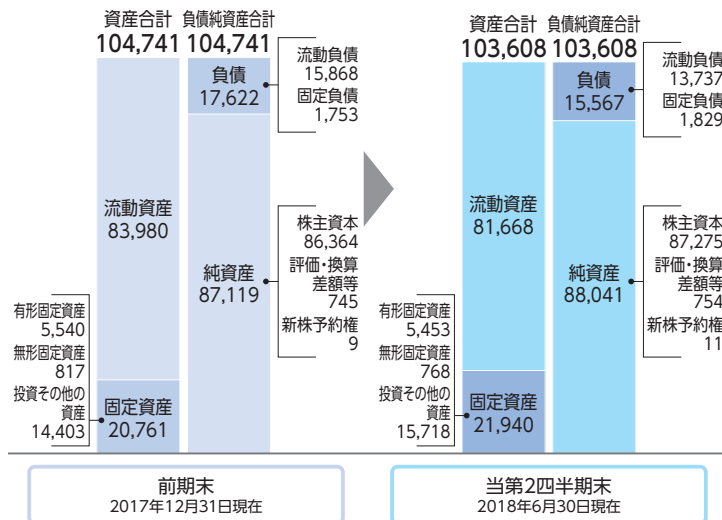 資産合計
104,741
負債純資産合計
104,741
負債
17,622
流動負債
15,868
固定負債
1,753
流動資産
83,980
純資産
87,119
株主資本
86,364
評価・換算
差額等
745
新株予約権
9
有形固定資産
5,540
無形固定資産
817
投資その他の
資産
14,403
固定資産
20,761
前期末
2017年12月31日現在
資産合計
103,608
負債純資産合計
103,608
負債
15,567
流動負債
13,737
固定負債
1,829
流動資産
81,668
純資産
88,041
株主資本
87,275
評価・換算
差額等
754
新株予約権
11
有形固定資産
5,453
無形固定資産
768
投資その他の
資産
15,718
固定資産
21,940
当第2四半期末
2018年6月30日現在